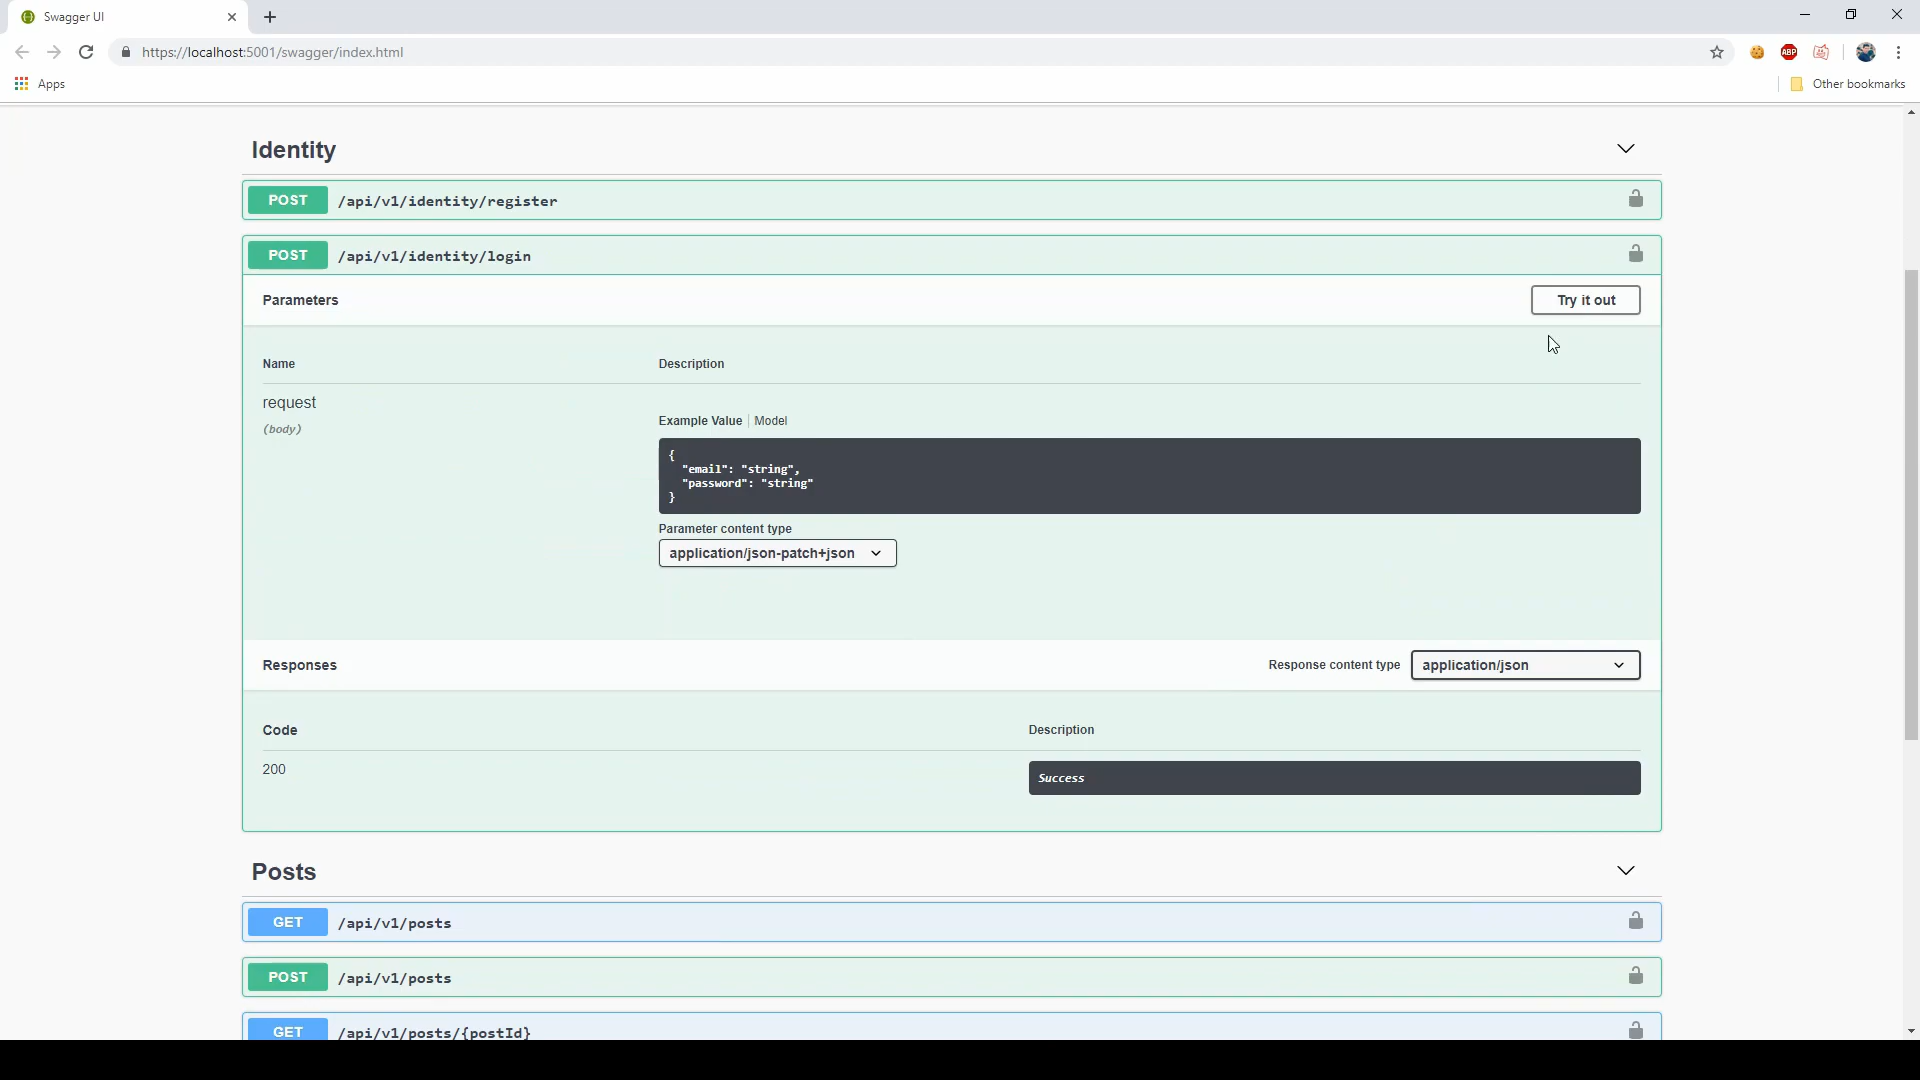 Swagger UI
https://localhost:5001/swagger/index.html
ABP
Apps
Other bookmarks
Identity
POST /api/v1/identity/register
POST /api/v1/identity/login
Parameters
Try it out
Name Description
request
(body)
Example Value Model
{
"email": "string",
"password": "string"
}
Parameter content type
application/json-patch+json
Responses Response content type application/json
Code Description
200 Success
Posts
GET /api/v1/posts
POST /api/v1/posts
GET /api/v1/posts/{postId}